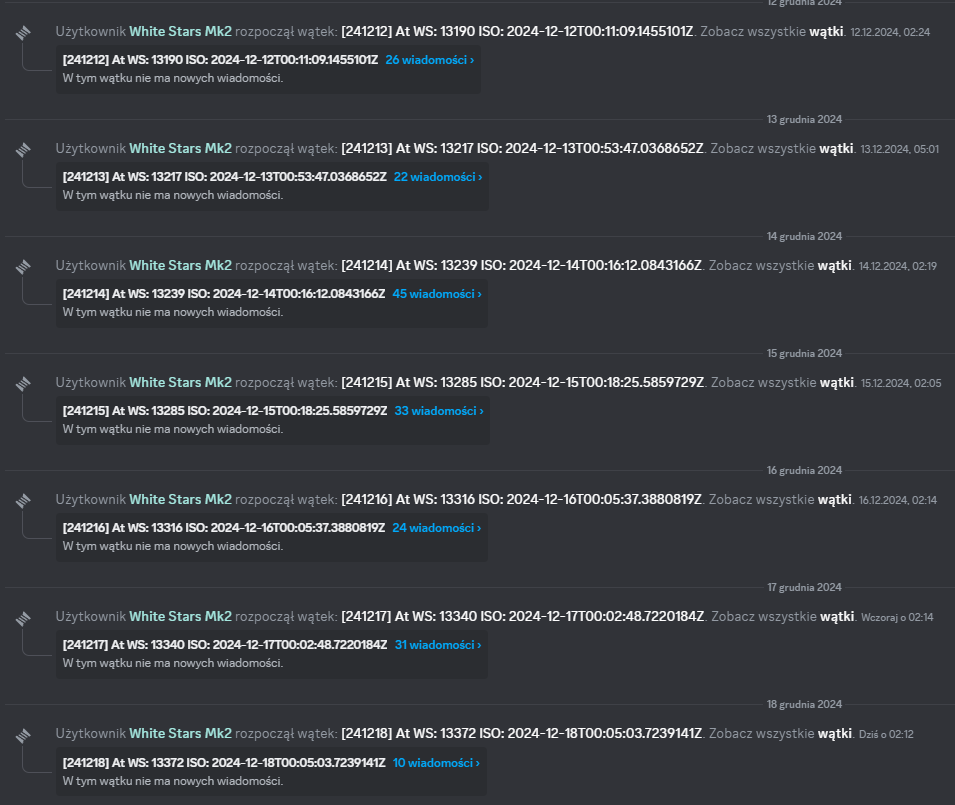 12 grudnia 2024
Użytkownik White Stars Mk2 rozpoczął wątek: [241212] At WS: 13190 ISO: 2024-12-12T00:11:09.1455101Z. Zobacz wszystkie wątki. 12.12.2024, 02:24
[241212] At WS: 13190 ISO: 2024-12-12T00:11:09.1455101Z 26 wiadomości ›
W tym wątku nie ma nowych wiadomości.
13 grudnia 2024
Użytkownik White Stars Mk2 rozpoczął wątek: [241213] At WS: 13217 ISO: 2024-12-13T00:53:47.0368652Z. Zobacz wszystkie wątki. 13.12.2024, 05:01
[241213] At WS: 13217 ISO: 2024-12-13T00:53:47.0368652Z 22 wiadomości ›
W tym wątku nie ma nowych wiadomości.
14 grudnia 2024
Użytkownik White Stars Mk2 rozpoczął wątek: [241214] At WS: 13239 ISO: 2024-12-14T00:16:12.0843166Z. Zobacz wszystkie wątki. 14.12.2024, 02:19
[241214] At WS: 13239 ISO: 2024-12-14T00:16:12.0843166Z 45 wiadomości ›
W tym wątku nie ma nowych wiadomości.
15 grudnia 2024
Użytkownik White Stars Mk2 rozpoczął wątek: [241215] At WS: 13285 ISO: 2024-12-15T00:18:25.5859729Z. Zobacz wszystkie wątki. 15.12.2024, 02:05
[241215] At WS: 13285 ISO: 2024-12-15T00:18:25.5859729Z 33 wiadomości ›
W tym wątku nie ma nowych wiadomości.
16 grudnia 2024
Użytkownik White Stars Mk2 rozpoczął wątek: [241216] At WS: 13316 ISO: 2024-12-16T00:05:37.3880819Z. Zobacz wszystkie wątki. 16.12.2024, 02:14
[241216] At WS: 13316 ISO: 2024-12-16T00:05:37.3880819Z 24 wiadomości ›
W tym wątku nie ma nowych wiadomości.
17 grudnia 2024
Użytkownik White Stars Mk2 rozpoczął wątek: [241217] At WS: 13340 ISO: 2024-12-17T00:02:48.7220184Z. Zobacz wszystkie wątki. Wczoraj o 02:14
[241217] At WS: 13340 ISO: 2024-12-17T00:02:48.7220184Z 31 wiadomości ›
W tym wątku nie ma nowych wiadomości.
18 grudnia 2024
Użytkownik White Stars Mk2 rozpoczął wątek: [241218] At WS: 13372 ISO: 2024-12-18T00:05:03.7239141Z. Zobacz wszystkie wątki. Dziś o 02:12
[241218] At WS: 13372 ISO: 2024-12-18T00:05:03.7239141Z 10 wiadomości ›
W tym wątku nie ma nowych wiadomości.